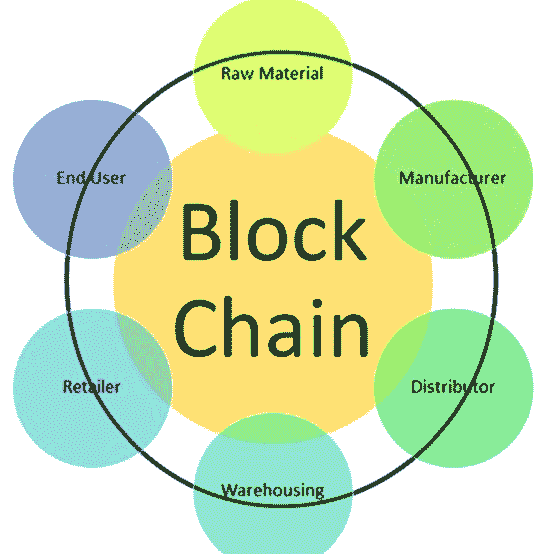 Raw Material
End User
Manufacturer
Block
Chain
Retailer
Distributor
Warehousing